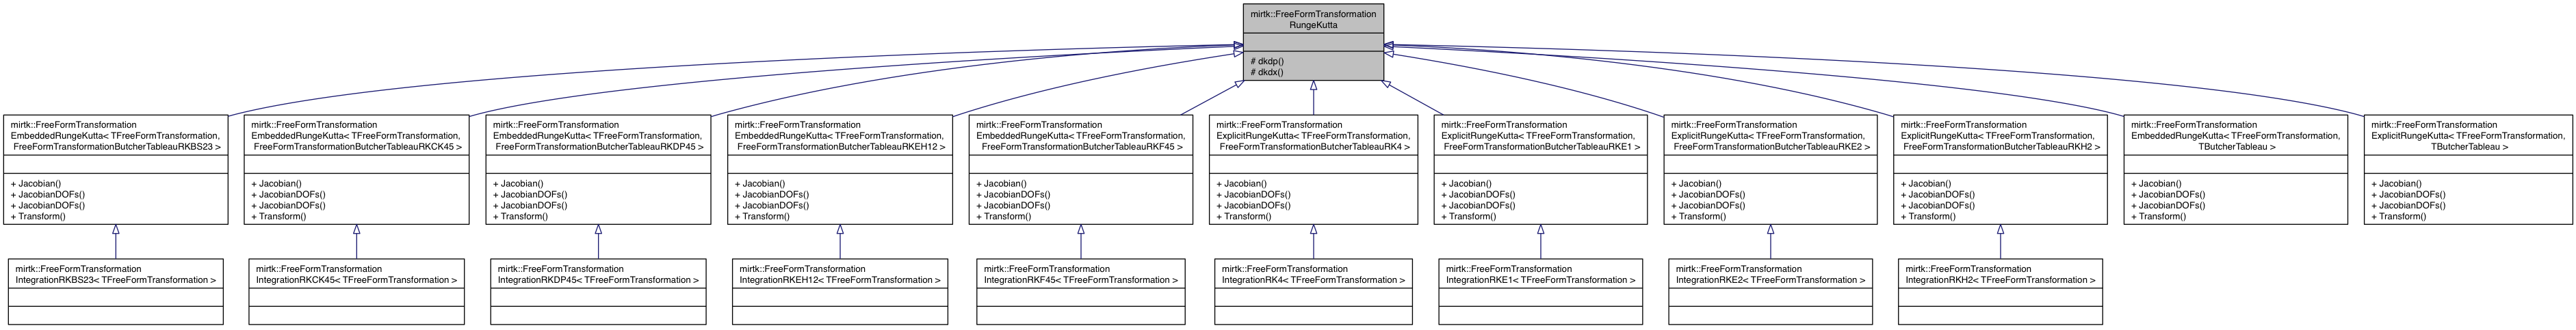 mirtk::FreeFormTransformation
RungeKutta
# dkdp()
# dkdx()
mirtk::FreeFormTransformation
EmbeddedRungeKutta< TFreeFormTransformation,
FreeFormTransformationButcherTableauRKBS23 >
+ Jacobian()
+ JacobianDOFs()
+ JacobianDOFs()
+ Transform()
mirtk::FreeFormTransformation
EmbeddedRungeKutta< TFreeFormTransformation,
FreeFormTransformationButcherTableauRKCK45 >
+ Jacobian()
+ JacobianDOFs()
+ JacobianDOFs()
+ Transform()
mirtk::FreeFormTransformation
EmbeddedRungeKutta< TFreeFormTransformation,
FreeFormTransformationButcherTableauRKDP45 >
+ Jacobian()
+ JacobianDOFs()
+ JacobianDOFs()
+ Transform()
mirtk::FreeFormTransformation
EmbeddedRungeKutta< TFreeFormTransformation,
FreeFormTransformationButcherTableauRKEH12 >
+ Jacobian()
+ JacobianDOFs()
+ JacobianDOFs()
+ Transform()
mirtk::FreeFormTransformation
EmbeddedRungeKutta< TFreeFormTransformation,
FreeFormTransformationButcherTableauRKF45 >
+ Jacobian()
+ JacobianDOFs()
+ JacobianDOFs()
+ Transform()
mirtk::FreeFormTransformation
ExplicitRungeKutta< TFreeFormTransformation,
FreeFormTransformationButcherTableauRK4 >
+ Jacobian()
+ JacobianDOFs()
+ JacobianDOFs()
+ Transform()
mirtk::FreeFormTransformation
ExplicitRungeKutta< TFreeFormTransformation,
FreeFormTransformationButcherTableauRKE1 >
+ Jacobian()
+ JacobianDOFs()
+ JacobianDOFs()
+ Transform()
mirtk::FreeFormTransformation
ExplicitRungeKutta< TFreeFormTransformation,
FreeFormTransformationButcherTableauRKE2 >
+ Jacobian()
+ JacobianDOFs()
+ JacobianDOFs()
+ Transform()
mirtk::FreeFormTransformation
ExplicitRungeKutta< TFreeFormTransformation,
FreeFormTransformationButcherTableauRKH2 >
+ Jacobian()
+ JacobianDOFs()
+ JacobianDOFs()
+ Transform()
mirtk::FreeFormTransformation
EmbeddedRungeKutta< TFreeFormTransformation,
TButcherTableau >
+ Jacobian()
+ JacobianDOFs()
+ JacobianDOFs()
+ Transform()
mirtk::FreeFormTransformation
ExplicitRungeKutta< TFreeFormTransformation,
TButcherTableau >
+ Jacobian()
+ JacobianDOFs()
+ JacobianDOFs()
+ Transform()
mirtk::FreeFormTransformation
IntegrationRKBS23< TFreeFormTransformation >
mirtk::FreeFormTransformation
IntegrationRKCK45< TFreeFormTransformation >
mirtk::FreeFormTransformation
IntegrationRKDP45< TFreeFormTransformation >
mirtk::FreeFormTransformation
IntegrationRKEH12< TFreeFormTransformation >
mirtk::FreeFormTransformation
IntegrationRKF45< TFreeFormTransformation >
mirtk::FreeFormTransformation
IntegrationRK4< TFreeFormTransformation >
mirtk::FreeFormTransformation
IntegrationRKE1< TFreeFormTransformation >
mirtk::FreeFormTransformation
IntegrationRKE2< TFreeFormTransformation >
mirtk::FreeFormTransformation
IntegrationRKH2< TFreeFormTransformation >